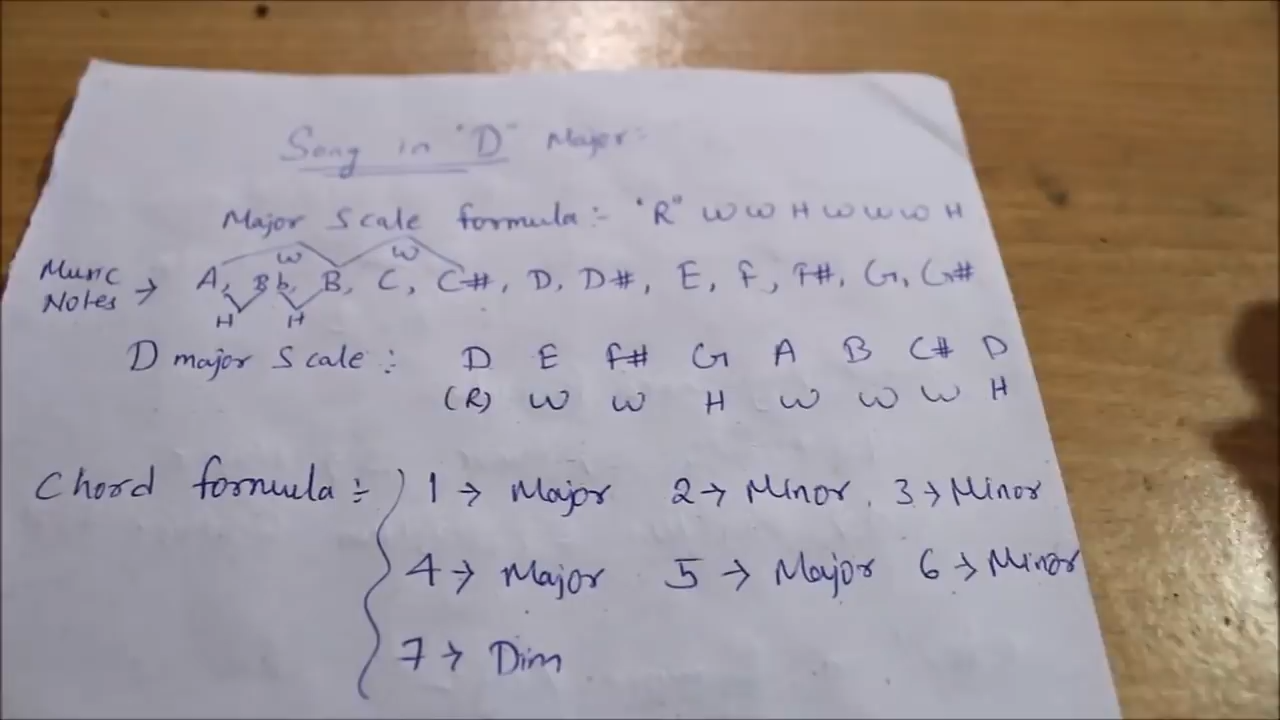 Song in "D" Major:-
Major Scale formula:- "R" W W H W W W H
W W
Music Notes → A, Bb, B, C, C#, D, D#, E, F, F#, G, G#
H H
D major Scale : D E F# G A B C# D
(R) W W H W W W H
Chord formula:- 1 → Major 2 → Minor, 3 → Minor
4 → Major 5 → Major 6 → Minor
7 → Dim